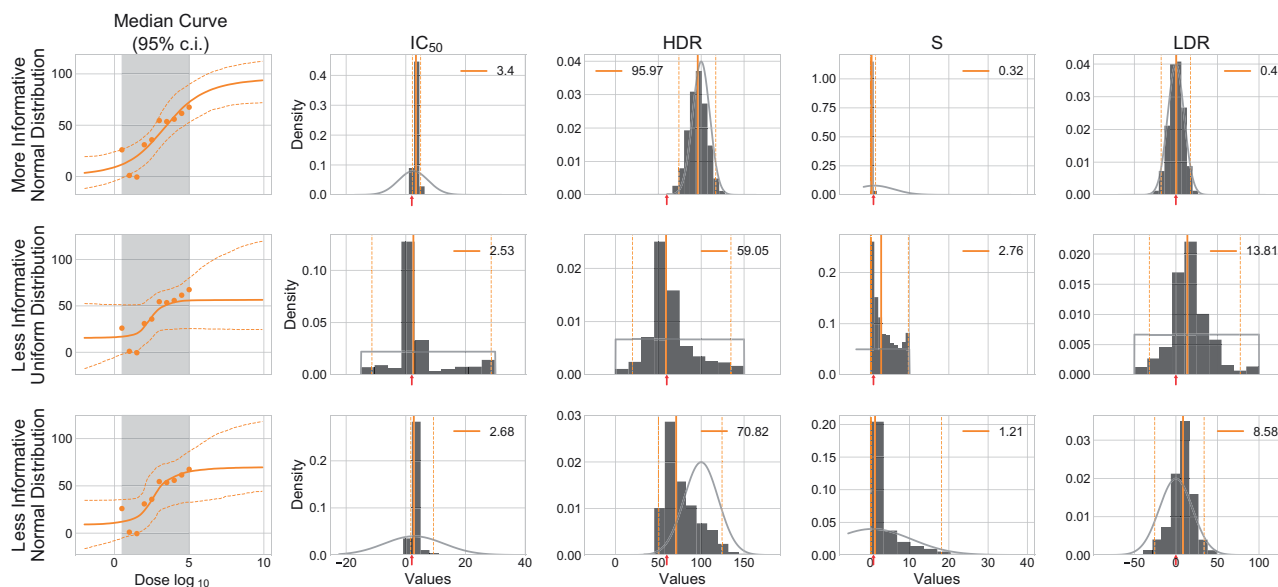 Median Curve
(95% c.i.)
IC50
HDR
S
LDR
More Informative
Normal Distribution
100
50
0
Density
0.4
0.3
0.2
0.1
0.0
3.4
0.04
0.03
0.02
0.01
0.00
95.97
1.00
0.75
0.50
0.25
0.00
0.32
0.04
0.03
0.02
0.01
0.00
0.4
Less Informative
Uniform Distribution
100
50
0
Density
0.10
0.05
0.00
2.53
0.02
0.01
0.00
59.05
0.2
0.1
0.0
2.76
0.020
0.015
0.010
0.005
0.000
13.81
Less Informative
Normal Distribution
100
50
0
Density
0.2
0.1
0.0
2.68
0.03
0.02
0.01
0.00
70.82
0.20
0.15
0.10
0.05
0.00
1.21
0.03
0.02
0.01
0.00
8.58
0 5 10
−20 0 20 40
0 50 100 150
0 10 20 30 40
−50 0 50 100
Dose log 10
Values
Values
Values
Values